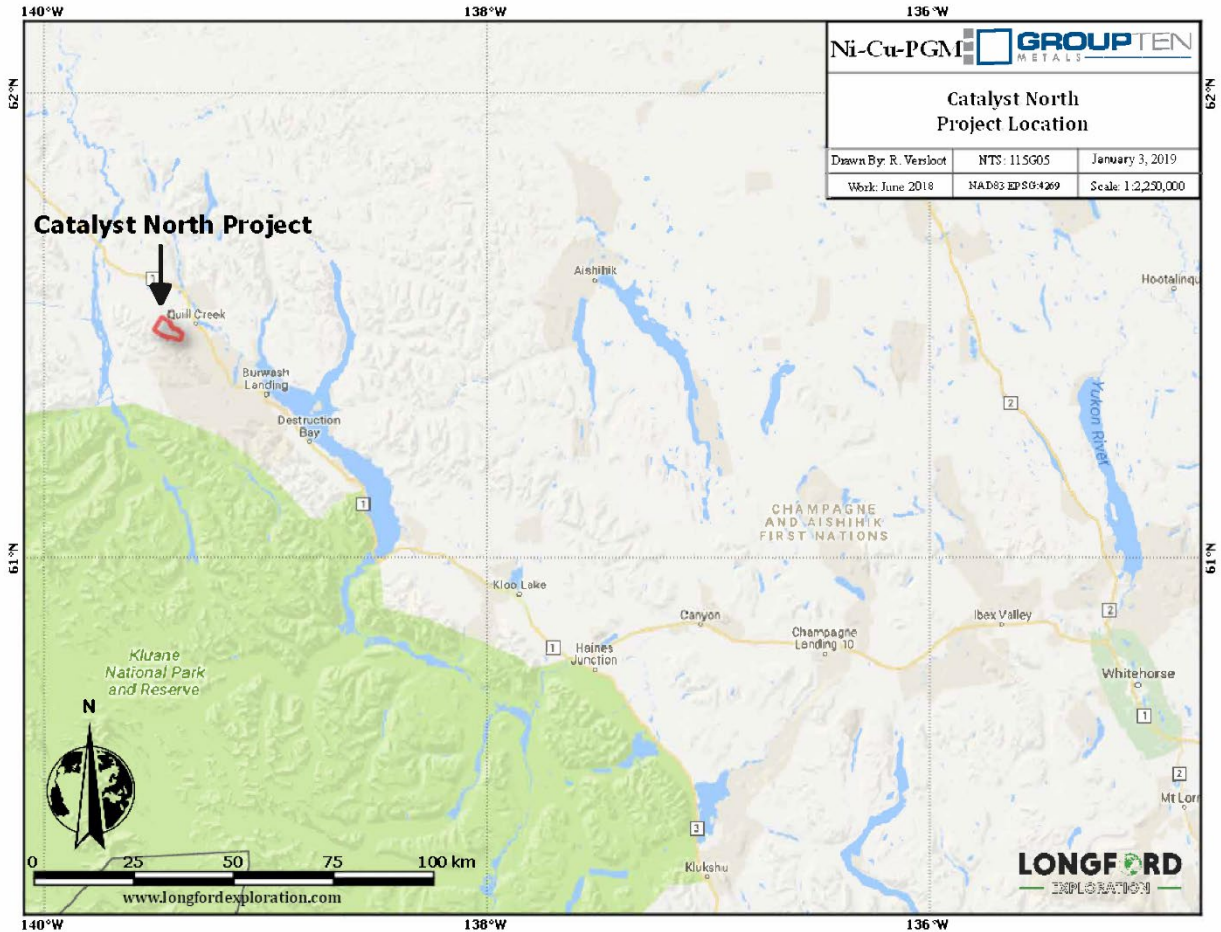 140°W
138°W
136°W
62°N
62°N
Ni-Cu-PGM
GROUP TEN
METALS
Catalyst North
Project Location
Drawn By: R. Versloot
NTS: 115G05
January 3, 2019
Work: June 2018
NAD83 EPSG:4269
Scale: 1:2,250,000
Catalyst North Project
1
Quill Creek
Aishihik
Hootalinqu
Burwash
Landing
Destruction
Bay
2
Yukon River
1
CHAMPAGNE
AND AISHIHIK
FIRST NATIONS
61°N
61°N
Kloo Lake
Canyon
Champagne
Landing 10
Ibex Valley
2
1
Haines
Junction
Kluane
National Park
and Reserve
Whitehorse
1
N
2
Mt Lorn
3
Klukshu
0
25
50
75
100 km
www.longfordexploration.com
LONGFORD
EXPLORATION
140°W
138°W
136°W